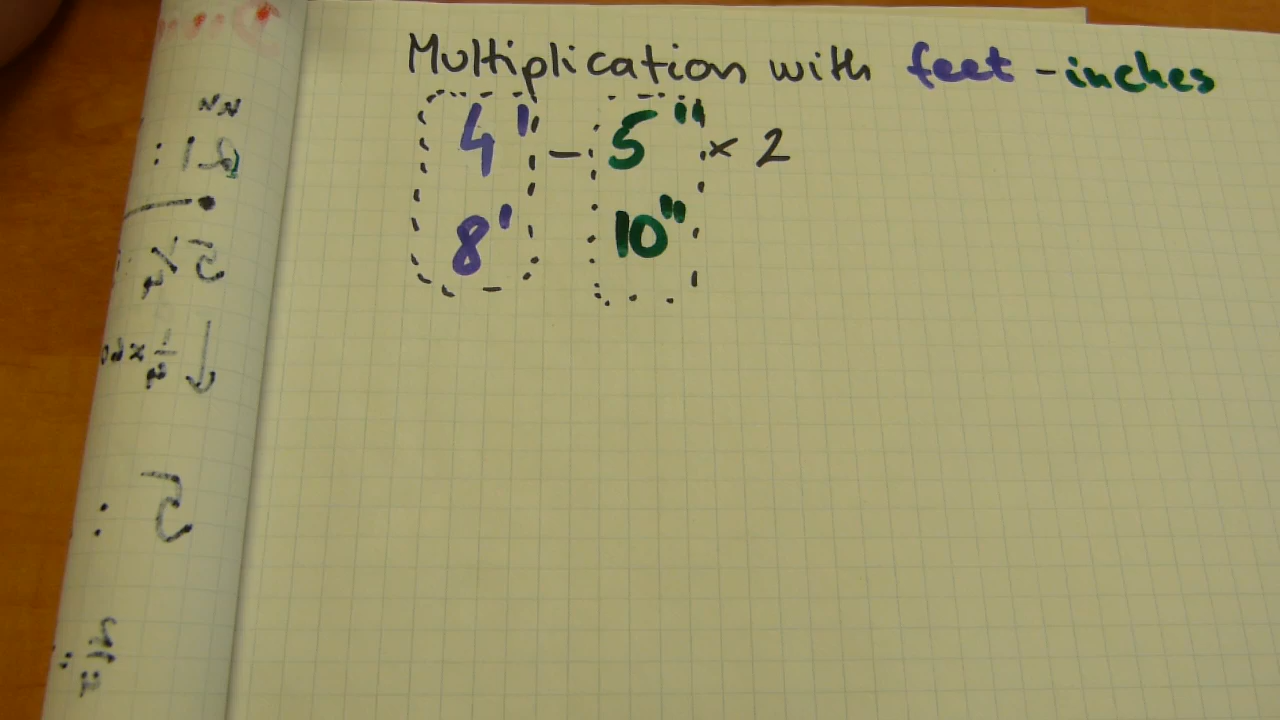 Multiplication with feet - inches
4' - 5" × 2
8' 10"